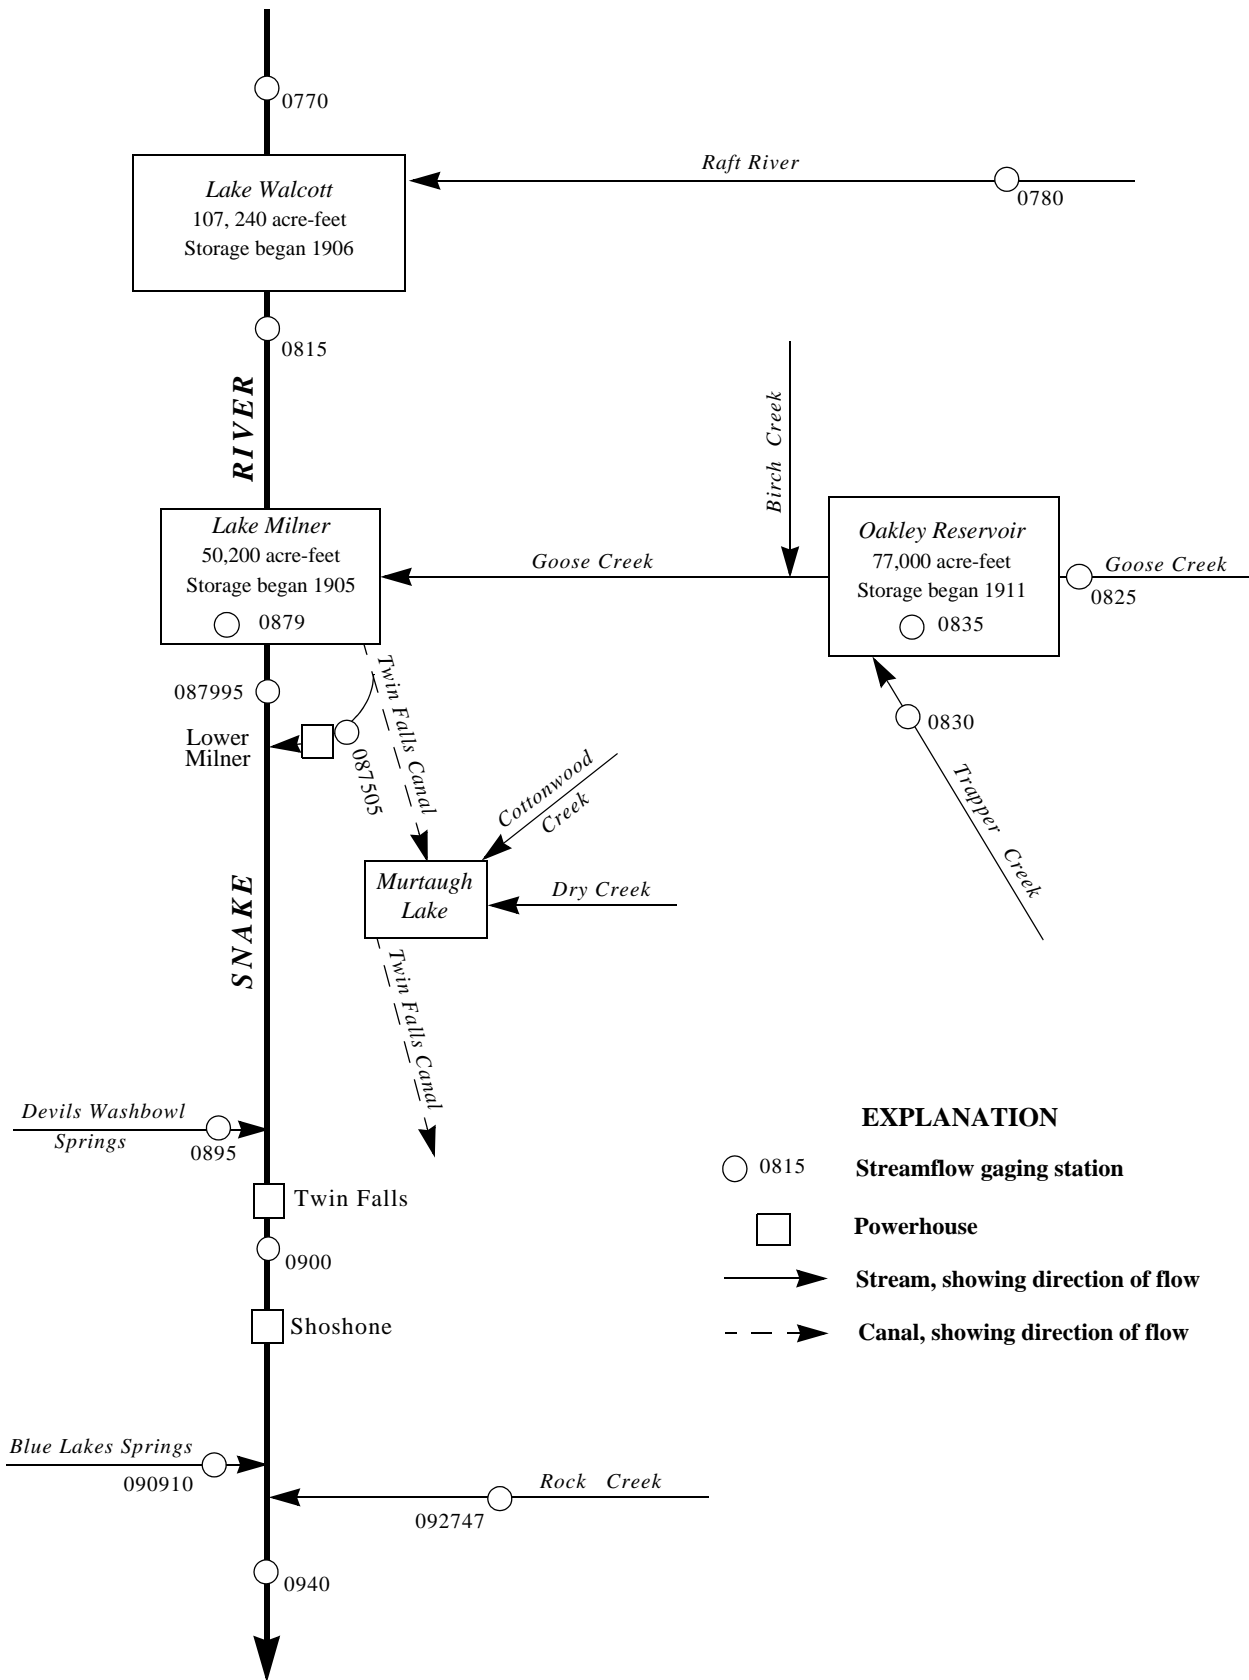 0770
Raft River
0780
Lake Walcott
107, 240 acre-feet
Storage began 1906
0815
RIVER
Birch Creek
Lake Milner
50,200 acre-feet
Storage began 1905
0879
Goose Creek
Oakley Reservoir
77,000 acre-feet
Storage began 1911
0835
Goose Creek
0825
087995
Lower
Milner
087505
Twin Falls Canal
0830
Trapper Creek
Cottonwood
Creek
Murtaugh
Lake
Dry Creek
SNAKE
Twin Falls Canal
Devils Washbowl
Springs
0895
Twin Falls
0900
Shoshone
EXPLANATION
0815 Streamflow gaging station
Powerhouse
Stream, showing direction of flow
Canal, showing direction of flow
Blue Lakes Springs
090910
Rock Creek
092747
0940